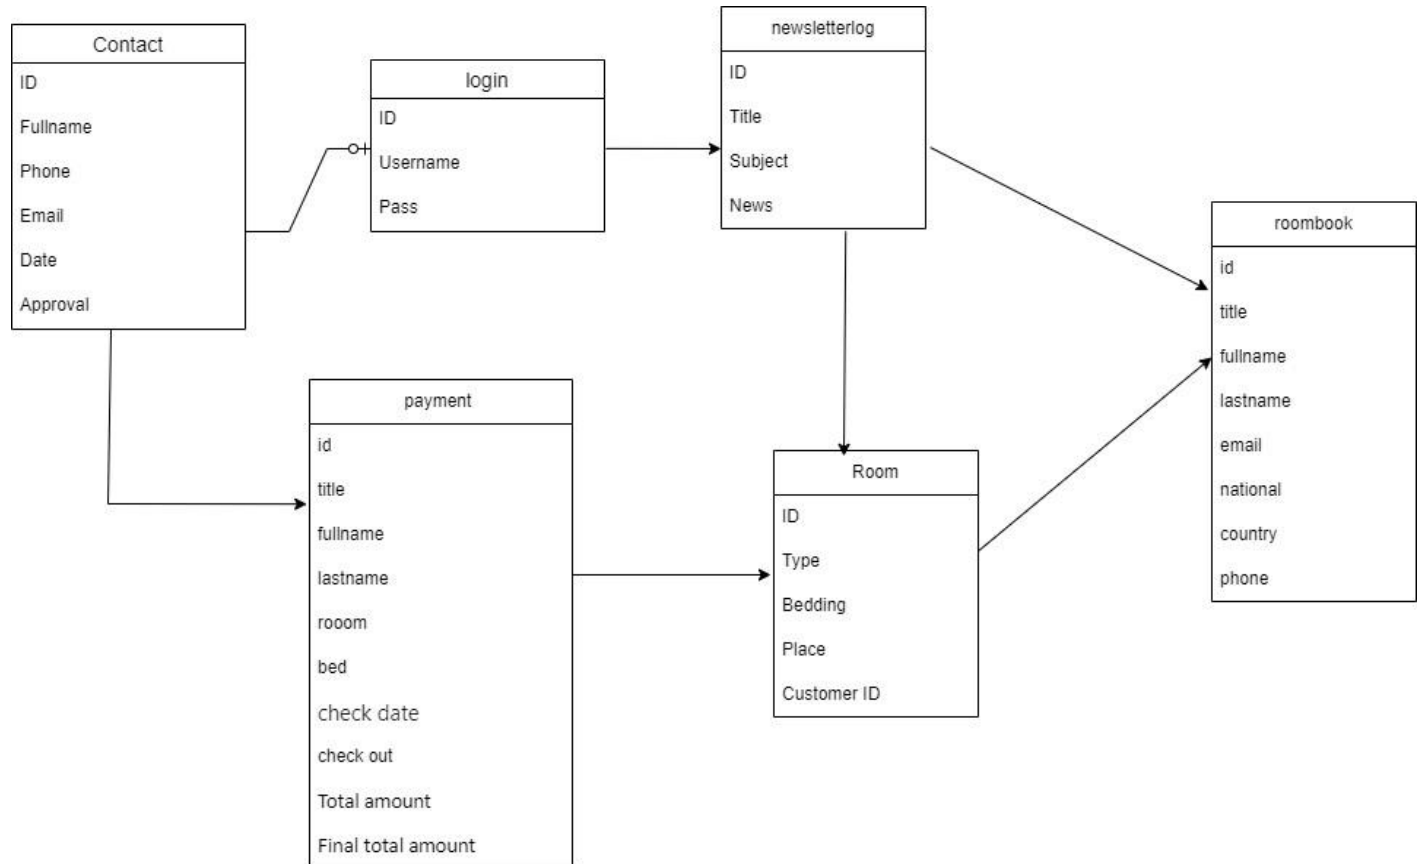 Contact
ID
Fullname
Phone
Email
Date
Approval
login
ID
Username
Pass
newsletterlog
ID
Title
Subject
News
roombook
id
title
fullname
lastname
email
national
country
phone
payment
id
title
fullname
lastname
rooom
bed
check date
check out
Total amount
Final total amount
Room
ID
Type
Bedding
Place
Customer ID